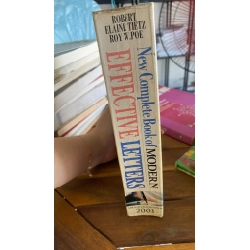 ROBERT
ELAINE TIETZ
ROY W. POE
New Complete Book of MODERN
EFFECTIVE LETTERS
2001